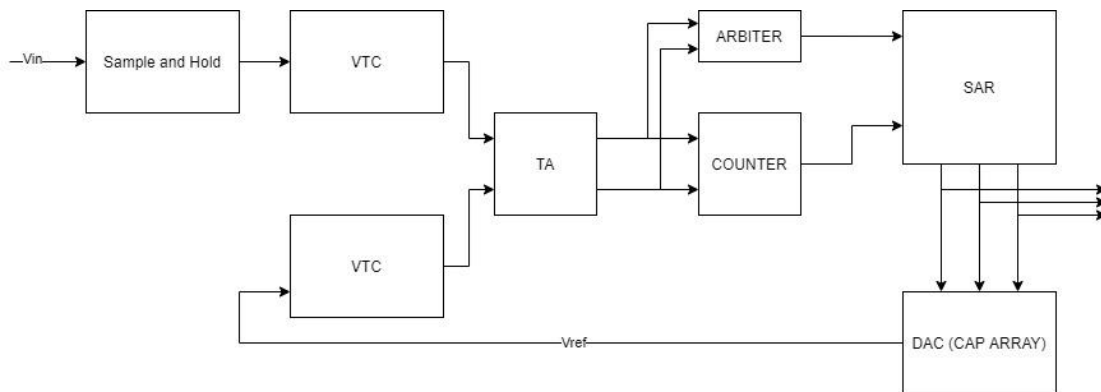 Vin
Sample and Hold
VTC
ARBITER
SAR
TA
COUNTER
VTC
Vref
DAC (CAP ARRAY)